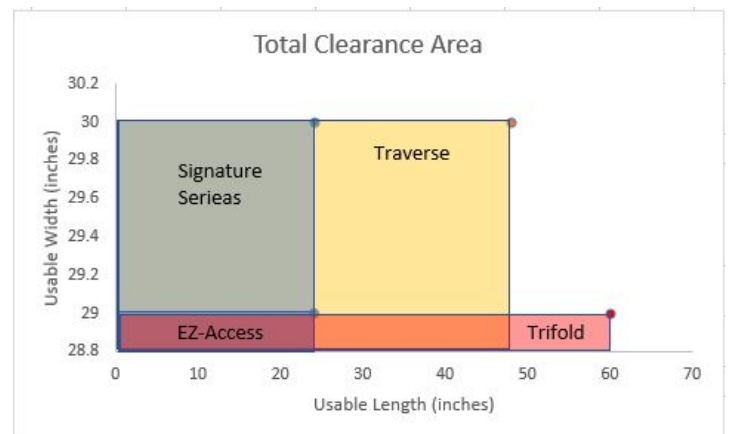 Total Clearance Area
30.2
30
29.8
29.6
29.4
29.2
29
28.8
Usable Width (inches)
Signature
Serieas
Traverse
EZ-Access
Trifold
0 10 20 30 40 50 60 70
Usable Length (inches)